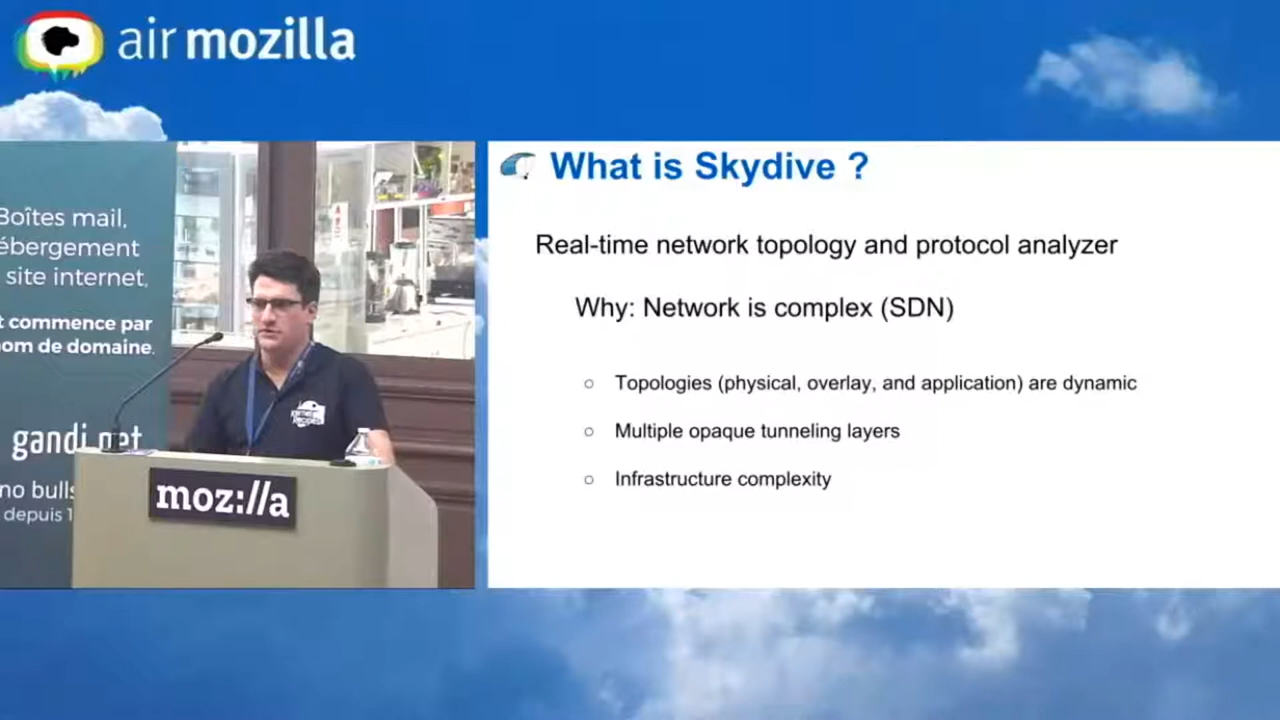 air mozilla
What is Skydive ?
Real-time network topology and protocol analyzer
Why: Network is complex (SDN)
Topologies (physical, overlay, and application) are dynamic
Multiple opaque tunneling layers
Infrastructure complexity
Boîtes mail,
ébergement
site internet,
t commence par
om de domaine.
gandi.net
no bulls
depuis 1
kernel
Recipes
moz://a